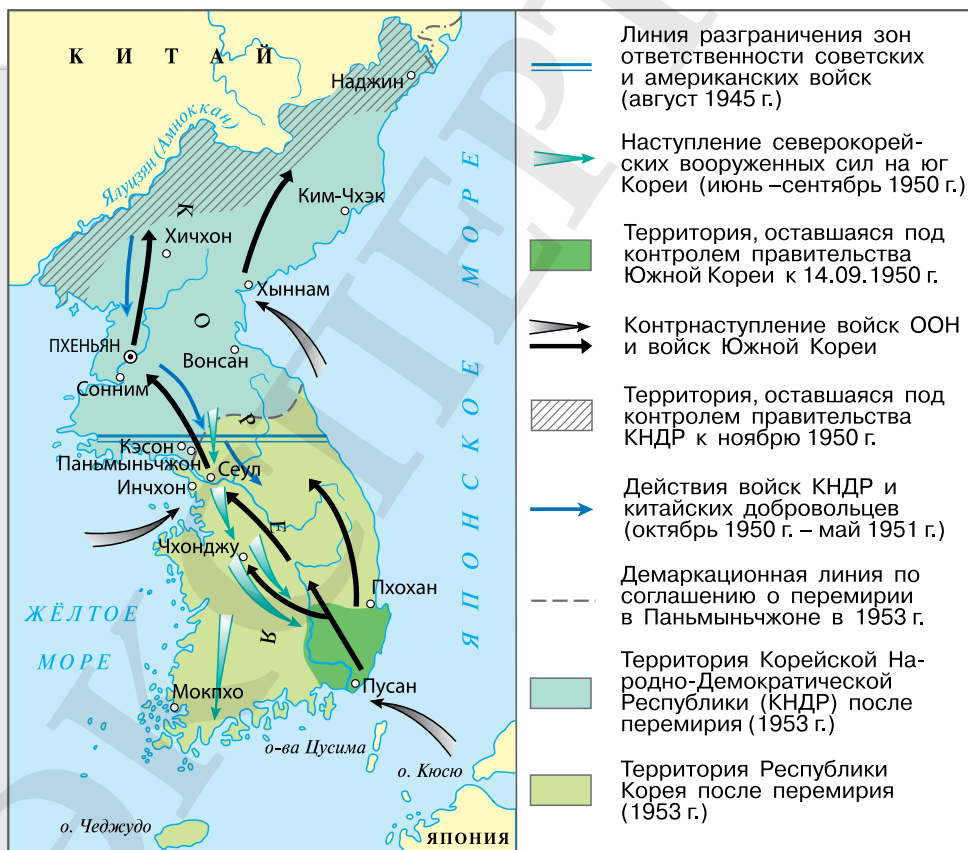 КИТАЙ
Наджин
Ялуцзян (Амноккан)
Ким-Чхэк
Хичхон
Хыннам
ПХЕНЬЯН
Вонсан
Сонним
КОРЕЯ
Кэсон
Паньмыньчжон
Сеул
Инчхон
Чхонджу
Пхохан
ЖЁЛТОЕ
МОРЕ
ЯПОНСКОЕ МОРЕ
Мокпхо
Пусан
о-ва Цусима
о. Кюсю
о. Чеджудо
ЯПОНИЯ
Линия разграничения зон
ответственности советских
и американских войск
(август 1945 г.)
Наступление северокорей-
ских вооруженных сил на юг
Кореи (июнь –сентябрь 1950 г.)
Территория, оставшаяся под
контролем правительства
Южной Кореи к 14.09.1950 г.
Контрнаступление войск ООН
и войск Южной Кореи
Территория, оставшаяся под
контролем правительства
КНДР к ноябрю 1950 г.
Действия войск КНДР и
китайских добровольцев
(октябрь 1950 г. – май 1951 г.)
Демаркационная линия по
соглашению о перемирии
в Паньмыньчжоне в 1953 г.
Территория Корейской На-
родно-Демократической
Республики (КНДР) после
перемирия (1953 г.)
Территория Республики
Корея после перемирия
(1953 г.)